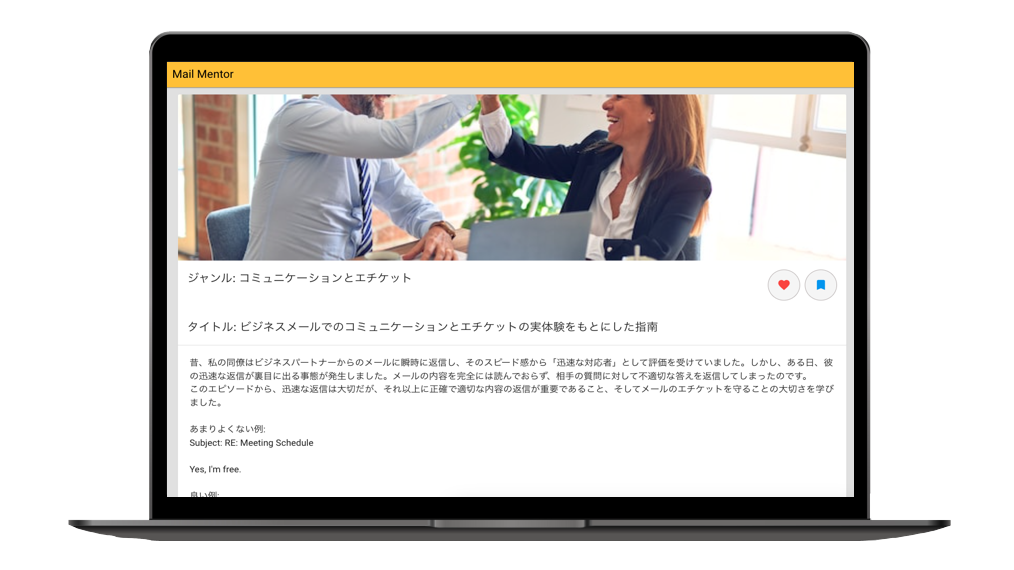 Mail Mentor
ジャンル: コミュニケーションとエチケット
タイトル: ビジネスメールでのコミュニケーションとエチケットの実体験をもとにした指南
昔、私の同僚はビジネスパートナーからのメールに瞬時に返信し、そのスピード感から「迅速な対応者」として評価を受けていました。しかし、ある日、彼
の迅速な返信が裏目に出る事態が発生しました。メールの内容を完全には読んでおらず、相手の質問に対して不適切な答えを返信してしまったのです。
このエピソードから、迅速な返信は大切だが、それ以上に正確で適切な内容の返信が重要であること、そしてメールのエチケットを守ることの大切さを学び
ました。
あまりよくない例:
Subject: RE: Meeting Schedule
Yes, I'm free.
良い例: